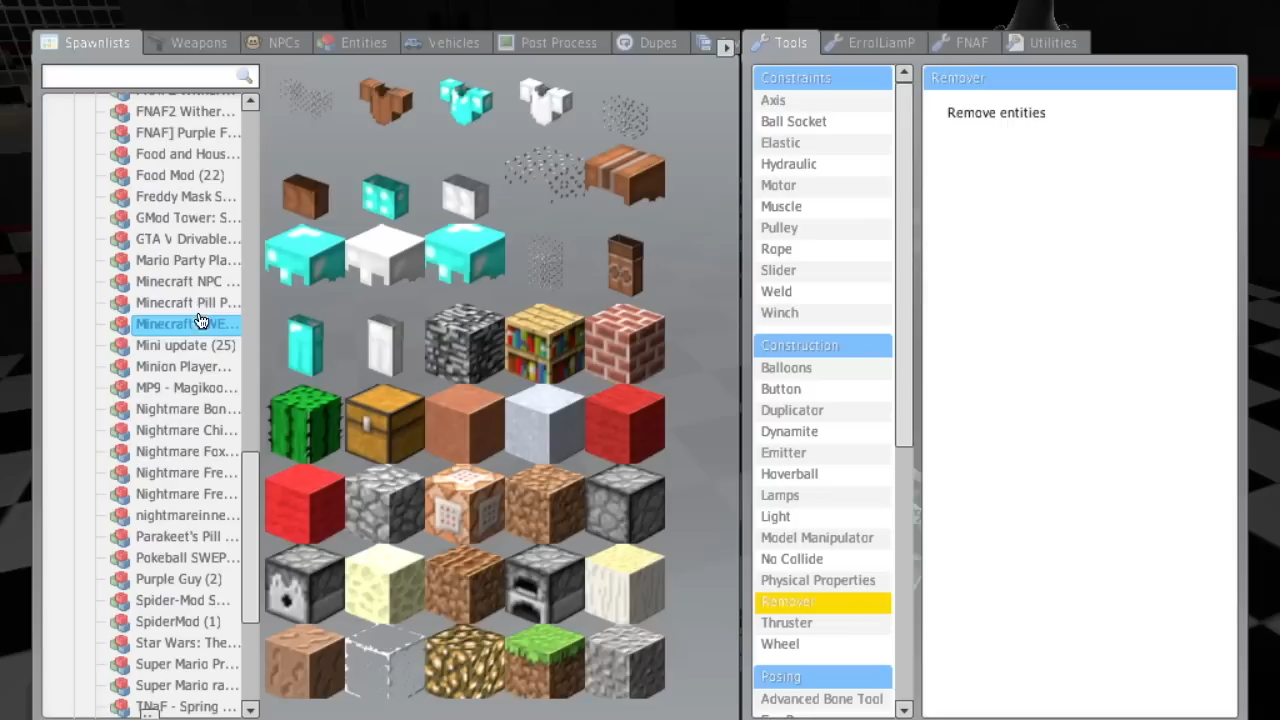 Spawnlists
Weapons
NPCs
Entities
Vehicles
Post Process
Dupes
Tools
ErrolLiamP
FNAF
Utilities
FNAF2 Wither...
FNAF] Purple F...
Food and Hous...
Food Mod (22)
Freddy Mask S...
GMod Tower: S...
GTA V Drivable...
Mario Party Pla...
Minecraft NPC ...
Minecraft Pill P...
Minecraft SWE...
Mini update (25)
Minion Player...
MP9 - Magikoo...
Nightmare Bon...
Nightmare Chi...
Nightmare Fox...
Nightmare Fre...
Nightmare Fre...
nightmareinne...
Parakeet's Pill ...
Pokeball SWEP...
Purple Guy (2)
Spider-Mod S...
SpiderMod (1)
Star Wars: The...
Super Mario Pr...
Super Mario ra...
TNaF - Spring ...
Constraints
Axis
Ball Socket
Elastic
Hydraulic
Motor
Muscle
Pulley
Rope
Slider
Weld
Winch
Construction
Balloons
Button
Duplicator
Dynamite
Emitter
Hoverball
Lamps
Light
Model Manipulator
No Collide
Physical Properties
Remover
Thruster
Wheel
Posing
Advanced Bone Tool
Remover
Remove entities